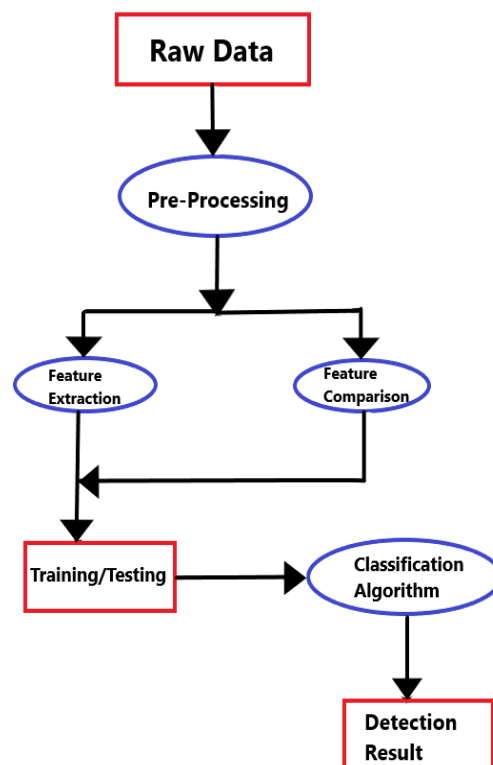 Raw Data
Pre-Processing
Feature
Extraction
Feature
Comparison
Training/Testing
Classification
Algorithm
Detection
Result